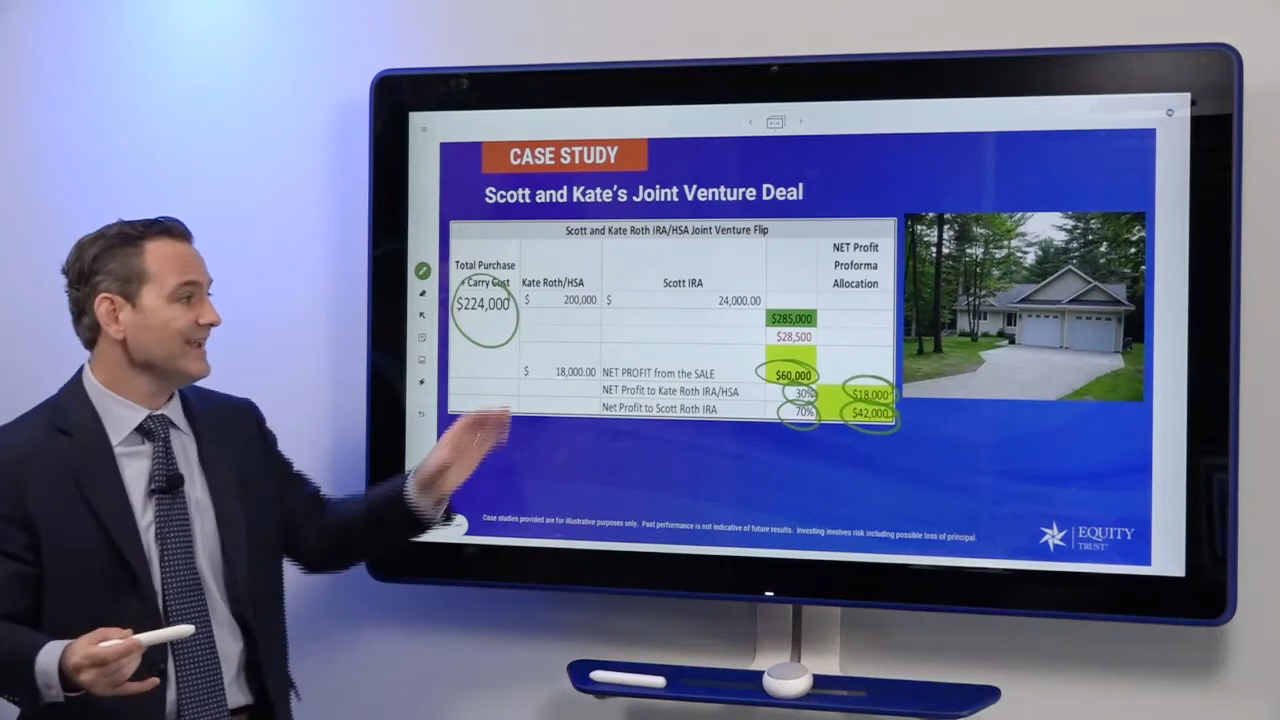 CASE STUDY
Scott and Kate's Joint Venture Deal
Scott and Kate Roth IRA/HSA Joint Venture Flip
Total Purchase + Carry Cost
Kate Roth/HSA
Scott IRA
NET Profit Proforma Allocation
$224,000 $ 200,000 $ 24,000.00
$285,000
$28,500
$ 18,000.00 NET PROFIT from the SALE $60,000
NET Profit to Kate Roth IRA/HSA 30% $18,000
Net Profit to Scott Roth IRA 70% $42,000
Case studies provided are for illustrative purposes only. Past performance is not indicative of future results. Investing involves risk including possible loss of principal.
EQUITY
TRUST